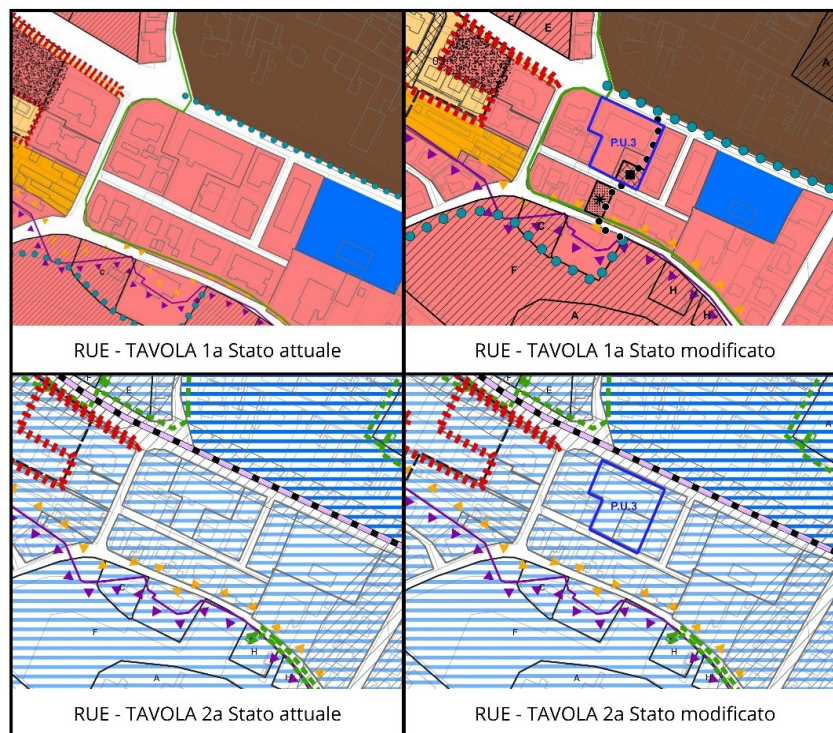 C
F
E
A
G
P.U.3
C
F
A
H
H
RUE - TAVOLA 1a Stato attuale
RUE - TAVOLA 1a Stato modificato
F
E
C
F
A
H
H
F
E
A
P.U.3
C
F
A
H
H
RUE - TAVOLA 2a Stato attuale
RUE - TAVOLA 2a Stato modificato